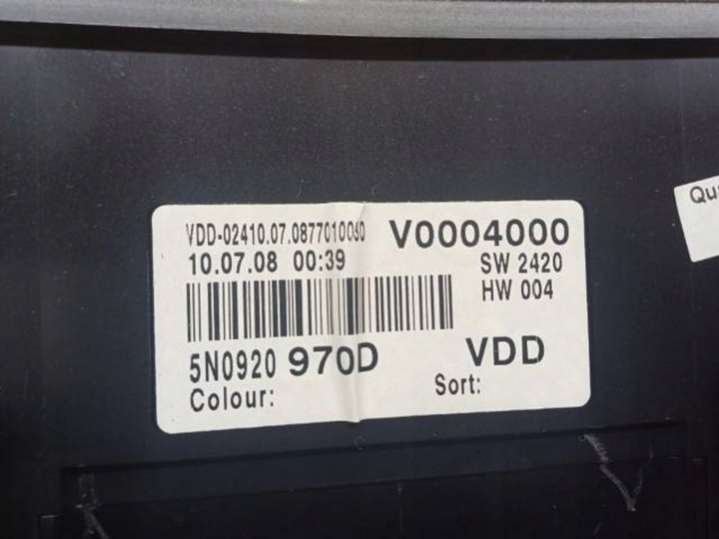 VDD-02410.07.0877010040 V0004000
10.07.08 00:39 SW 2420
HW 004
5N0920 970D VDD
Colour: Sort:
Qu